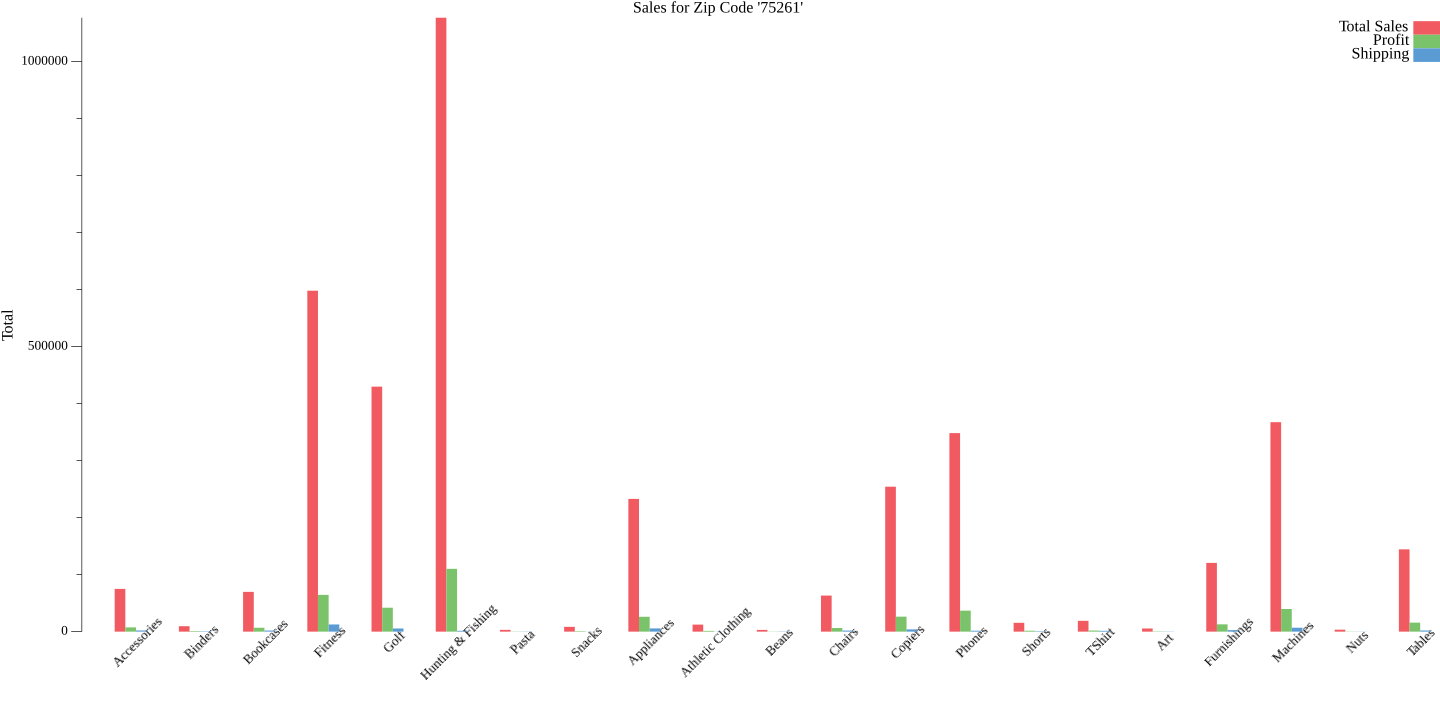 Sales for Zip Code '75261'
Total Sales
Profit
Shipping
1000000
500000
0
Total
Accessories
Binders
Bookcases
Fitness
Golf
Hunting & Fishing
Pasta
Snacks
Appliances
Athletic Clothing
Beans
Chairs
Copiers
Phones
Shorts
TShirt
Art
Furnishings
Machines
Nuts
Tables